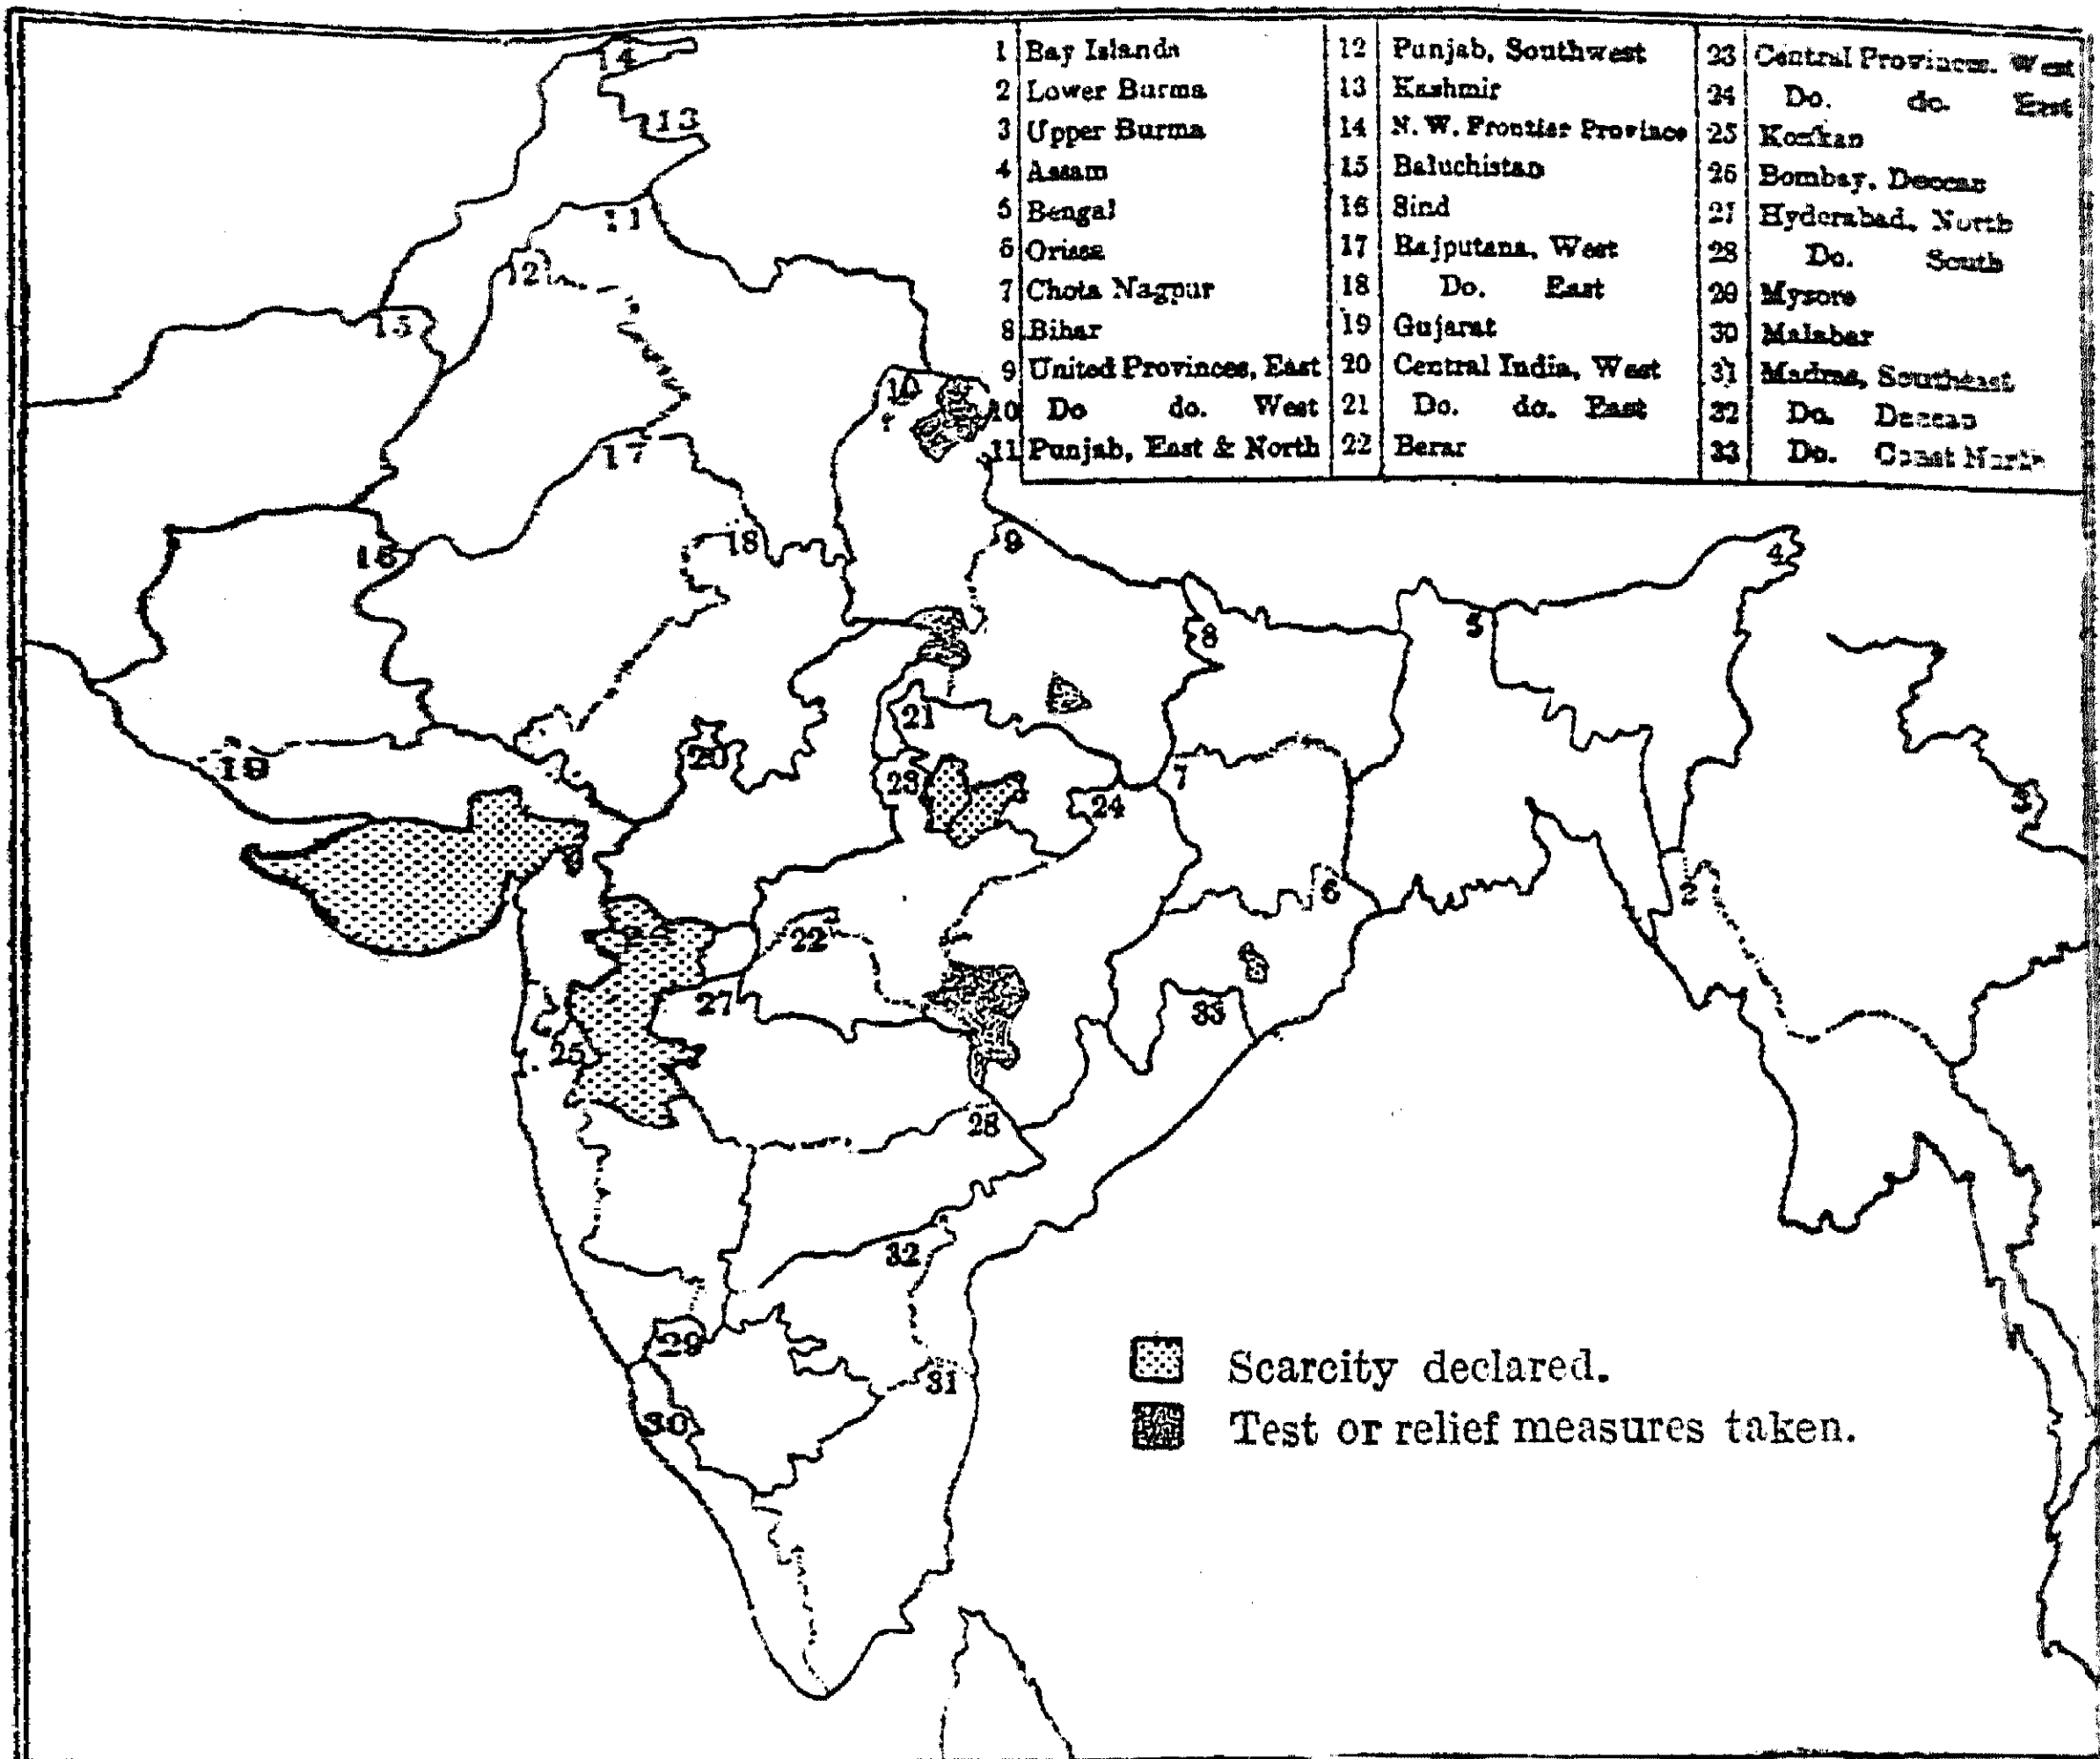 1 Bay Islands
2 Lower Burma
3 Upper Burma
4 Assam
5 Bengal
6 Orissa
7 Chota Nagpur
8 Bihar
9 United Provinces, East
10 Do do. West
11 Punjab, East & North
12 Punjab, Southwest
13 Kashmir
14 N.W. Frontier Province
15 Baluchistan
16 Sind
17 Rajputana, West
18 Do. East
19 Gujarat
20 Central India, West
21 Do. do. East
22 Berar
23 Central Provinces. West
24 Do. do. East
25 Konkan
26 Bombay, Deccan
27 Hyderabad, North
28 Do. South
29 Mysore
30 Malabar
31 Madras, Southeast
32 Do. Deccan
33 Do. Coast North
14
13
11
12
15
10
17
18
9
16
4
5
8
21
20
19
23
7
24
3
6
2
22
27
33
25
28
32
29
31
30
Scarcity declared.
Test or relief measures taken.